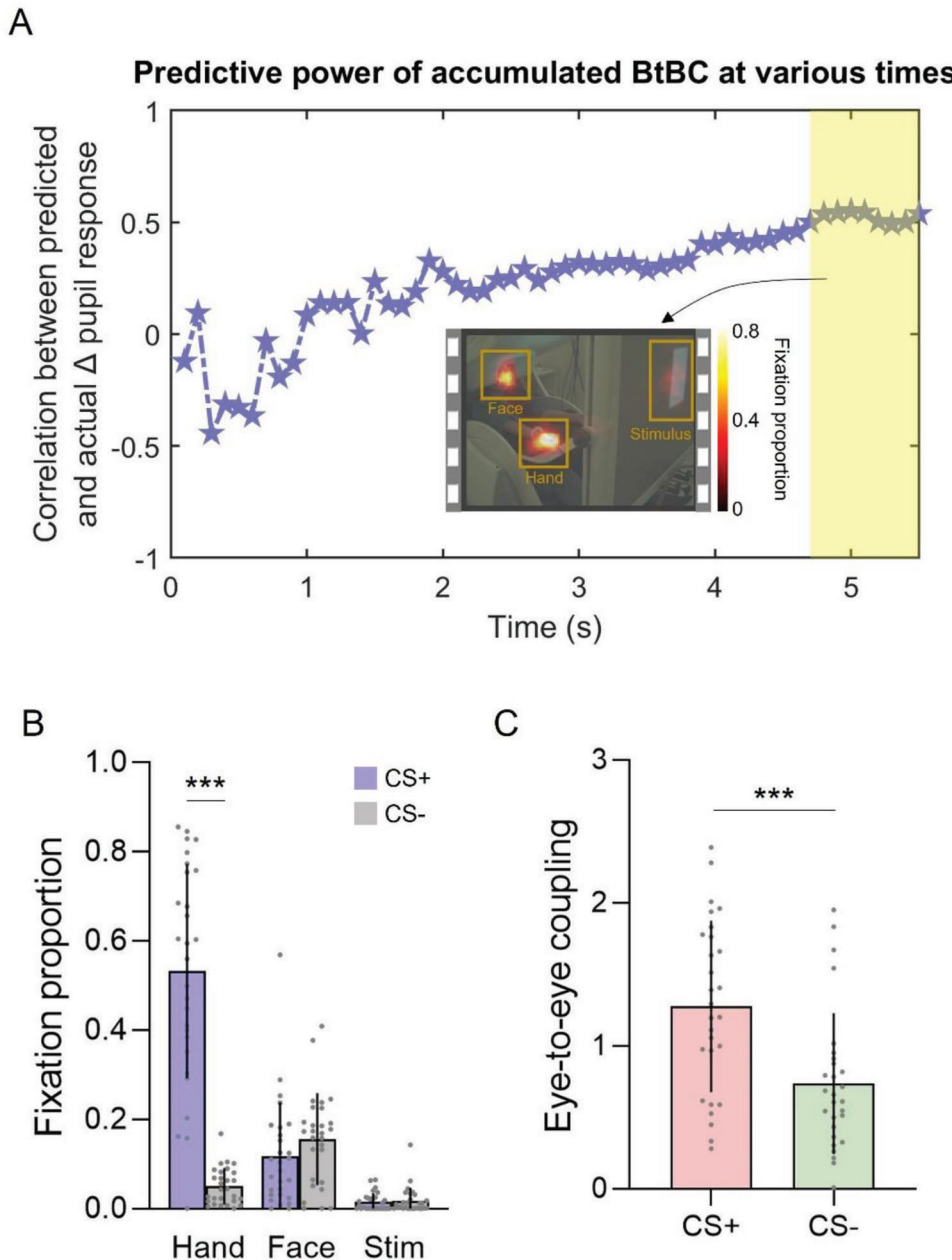 A
Predictive power of accumulated BtBC at various times
Correlation between predicted
and actual Δ pupil response
1
0.5
0
-0.5
-1
0
1
2
3
4
5
Time (s)
Face
Hand
Stimulus
0.8
0.4
0
Fixation proportion
B
Fixation proportion
1.0
0.8
0.6
0.4
0.2
0.0
***
CS+
CS-
Hand
Face
Stim
C
Eye-to-eye coupling
3
2
1
0
***
CS+
CS-